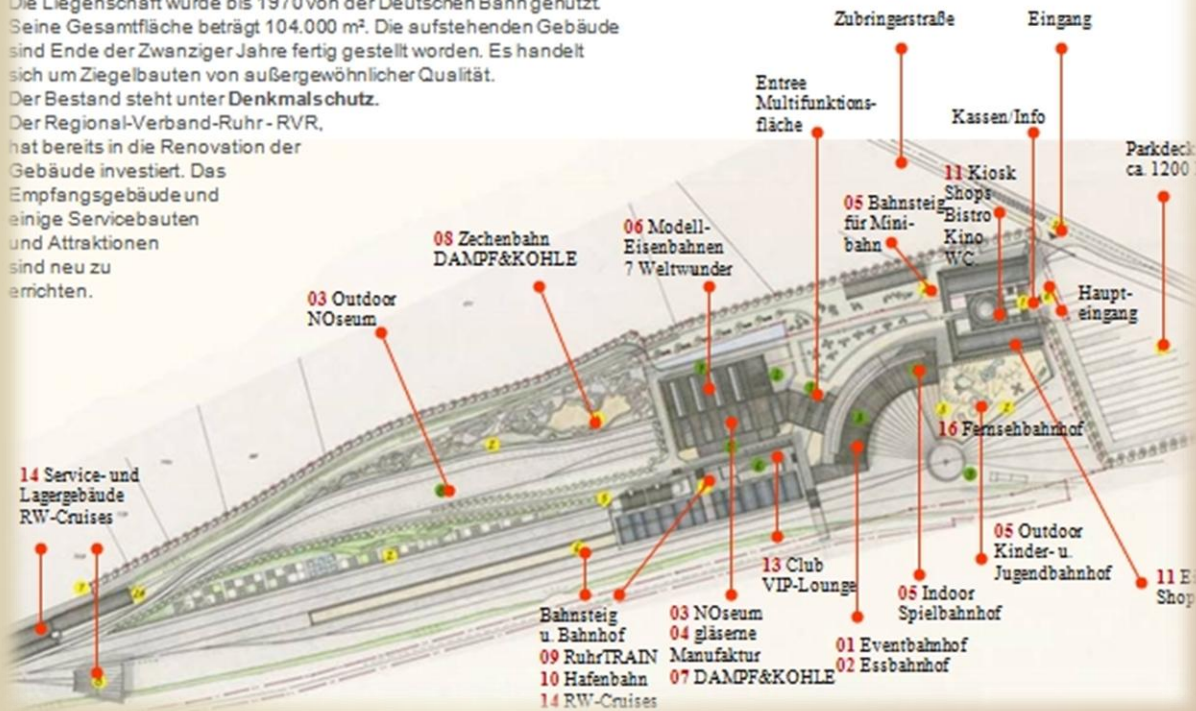 Die Liegenschaft wurde bis 1970 von der Deutschen Bahn genutzt.
Seine Gesamtfläche beträgt 104.000 m². Die aufstehenden Gebäude
sind Ende der Zwanziger Jahre fertig gestellt worden. Es handelt
sich um Ziegelbauten von außergewöhnlicher Qualität.
Der Bestand steht unter Denkmalschutz.
Der Regional-Verband-Ruhr - RVR,
hat bereits in die Renovation der
Gebäude investiert. Das
Empfangsgebäude und
einige Servicebauten
und Attraktionen
sind neu zu
errichten.
Zubringerstraße
Eingang
Entree
Multifunktions-
fläche
Kassen/Info
Parkdeck
ca. 1200
11 Kiosk
Shops
Bistro
Kino
WC
05 Bahnsteig
für Mini-
bahn
06 Modell-
Eisenbahnen
7 Weltwunder
08 Zechenbahn
DAMPF&KOHLE
03 Outdoor
NOseum
Haupt-
eingang
16 Fernsehbahnhof
14 Service- und
Lagergebäude
RW-Cruises
05 Outdoor
Kinder- u.
Jugendbahnhof
13 Club
VIP-Lounge
05 Indoor
Spielbahnhof
11 E
Shop
Bahnsteig
u. Bahnhof
09 RuhrTRAIN
10 Hafenbahn
14 RW-Cruises
03 NOseum
04 gläserne
Manufaktur
07 DAMPF&KOHLE
01 Eventbahnhof
02 Essbahnhof